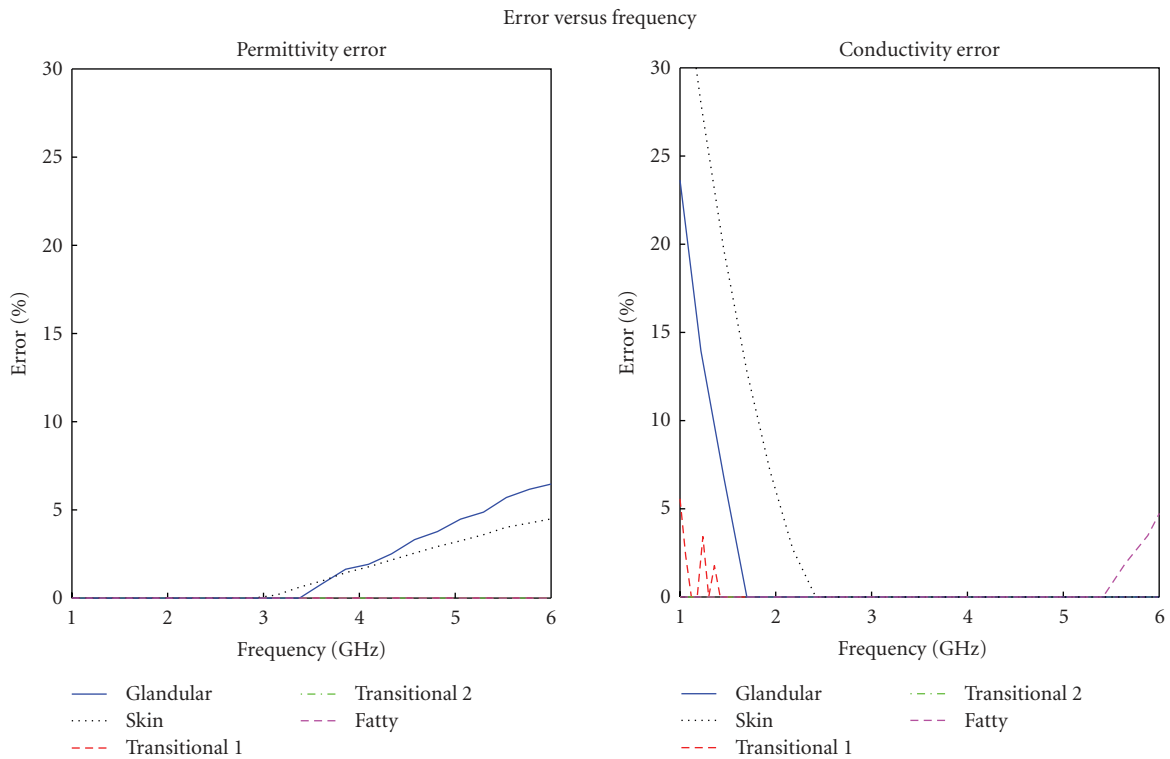 Error versus frequency
Permittivity error
30
25
20
15
10
5
0
Error (%)
1 2 3 4 5 6
Frequency (GHz)
Glandular
Skin
Transitional 1
Transitional 2
Fatty
Conductivity error
30
25
20
15
10
5
0
Error (%)
1 2 3 4 5 6
Frequency (GHz)
Glandular
Skin
Transitional 1
Transitional 2
Fatty